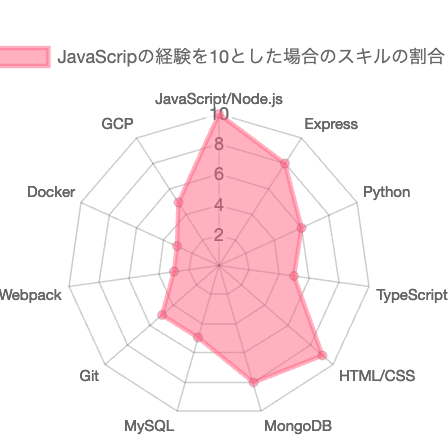 JavaScripの経験を10とした場合のスキルの割合
JavaScript/Node.js
GCP
10
Express
8
Docker
6
Python
4
2
Webpack
TypeScript
Git
HTML/CSS
MySQL
MongoDB